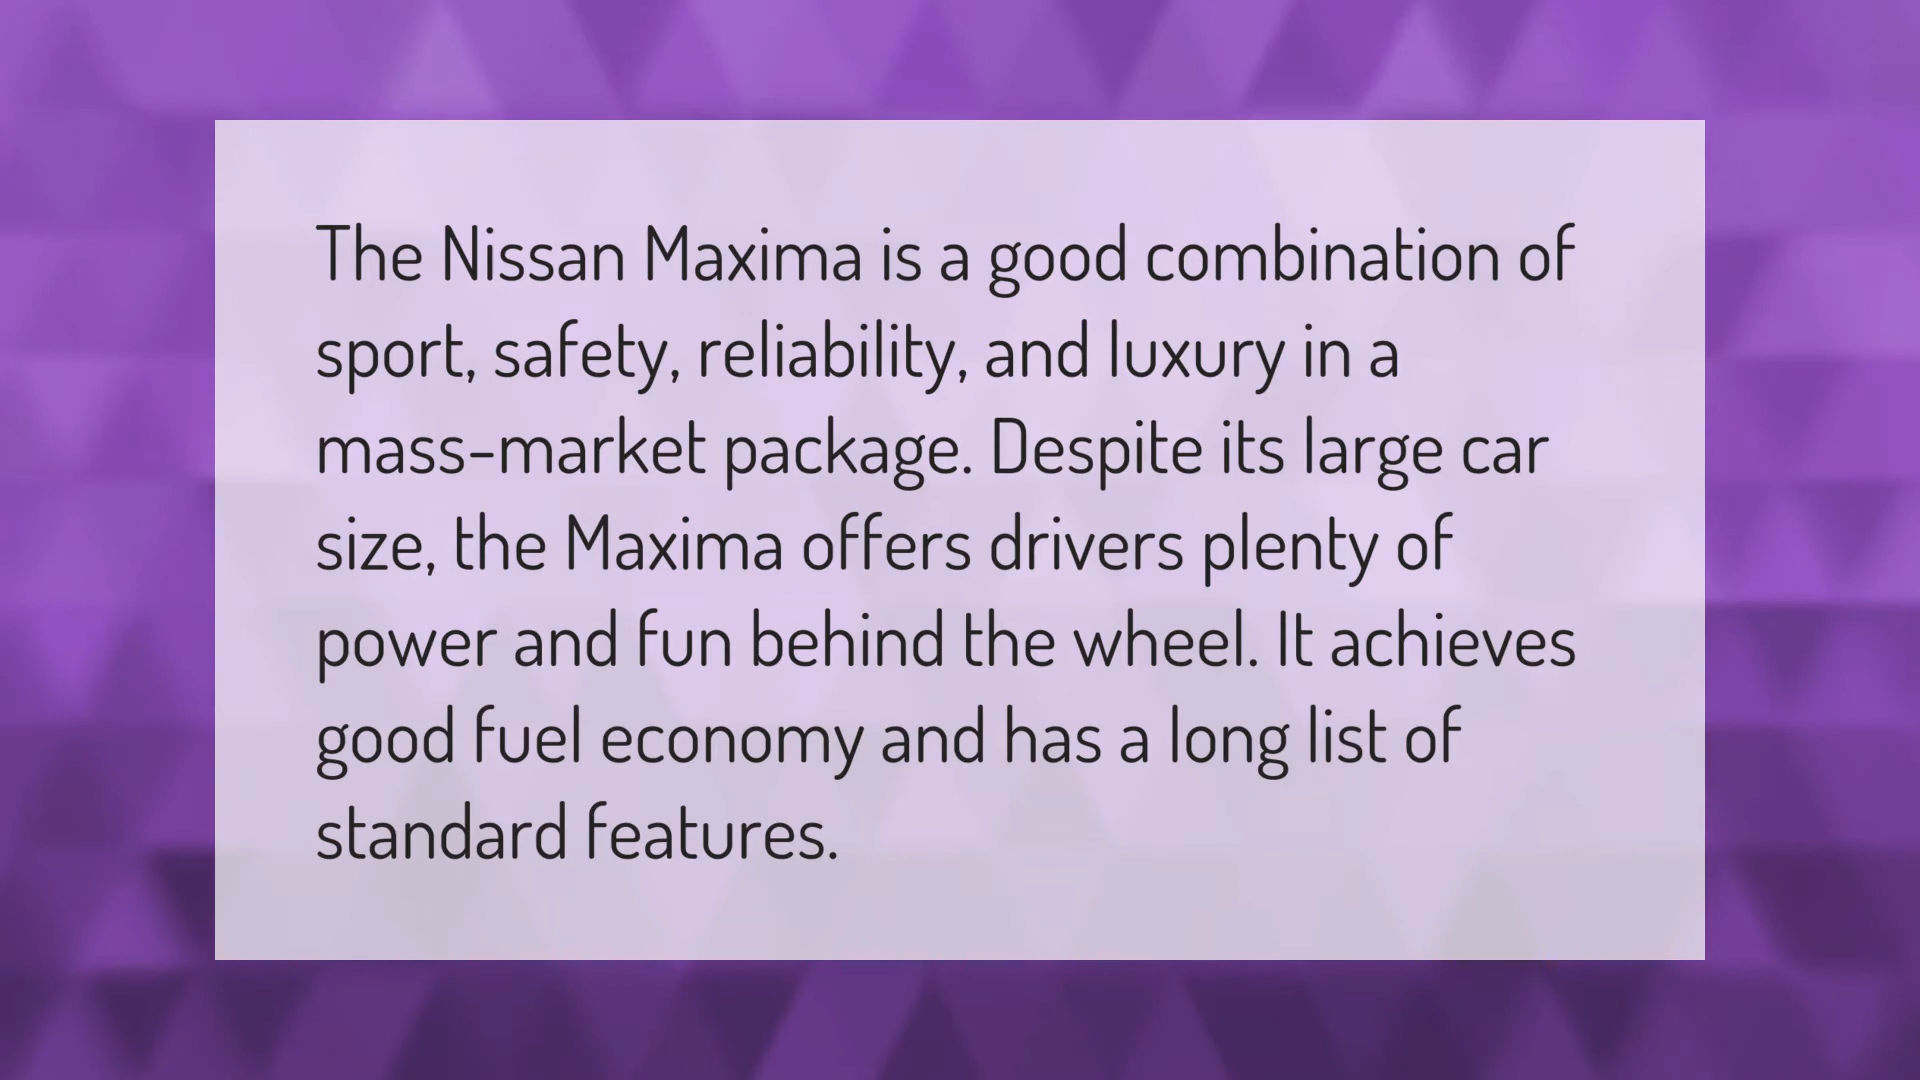 The Nissan Maxima is a good combination of
sport, safety, reliability, and luxury in a
mass-market package. Despite its large car
size, the Maxima offers drivers plenty of
power and fun behind the wheel. It achieves
good fuel economy and has a long list of
standard features.